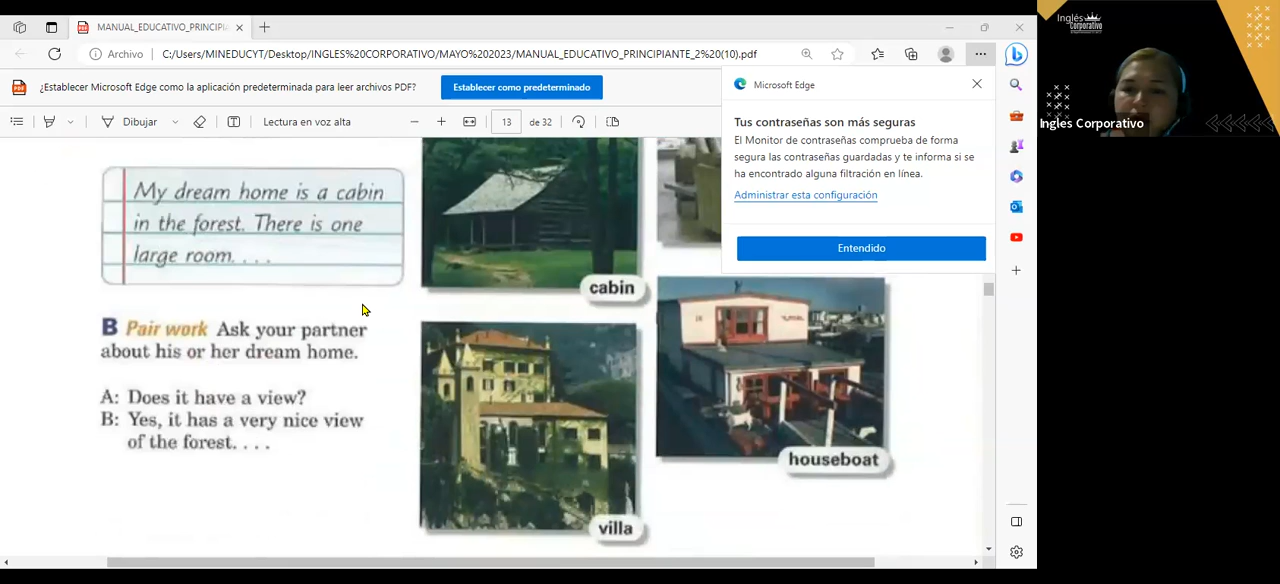 MANUAL_EDUCATIVO_PRINCIPI
Archivo
C:/Users/MINEDUCYT/Desktop/INGLES%20CORPORATIVO/MAYO%202023/MANUAL_EDUCATIVO_PRINCIPIANTE_2%20(10).pdf
¿Establecer Microsoft Edge como la aplicación predeterminada para leer archivos PDF?
Establecer como predeterminado
Dibujar
Lectura en voz alta
13
de 32
Microsoft Edge
Tus contraseñas son más seguras
El Monitor de contraseñas comprueba de forma
segura las contraseñas guardadas y te informa si se
ha encontrado alguna filtración en línea.
Administrar esta configuración
Entendido
My dream home is a cabin
in the forest. There is one
large room. . . .
cabin
B Pair work Ask your partner
about his or her dream home.
A: Does it have a view?
B: Yes, it has a very nice view
of the forest. . . .
houseboat
villa
Inglés
Corporativo
Ingles Corporativo